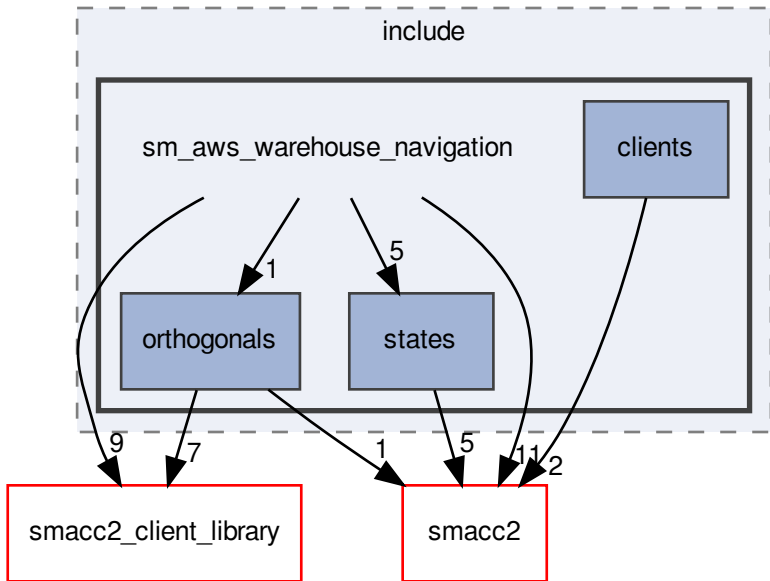 include
sm_aws_warehouse_navigation
clients
1
5
orthogonals
states
9
7
1
5
11
2
smacc2_client_library
smacc2